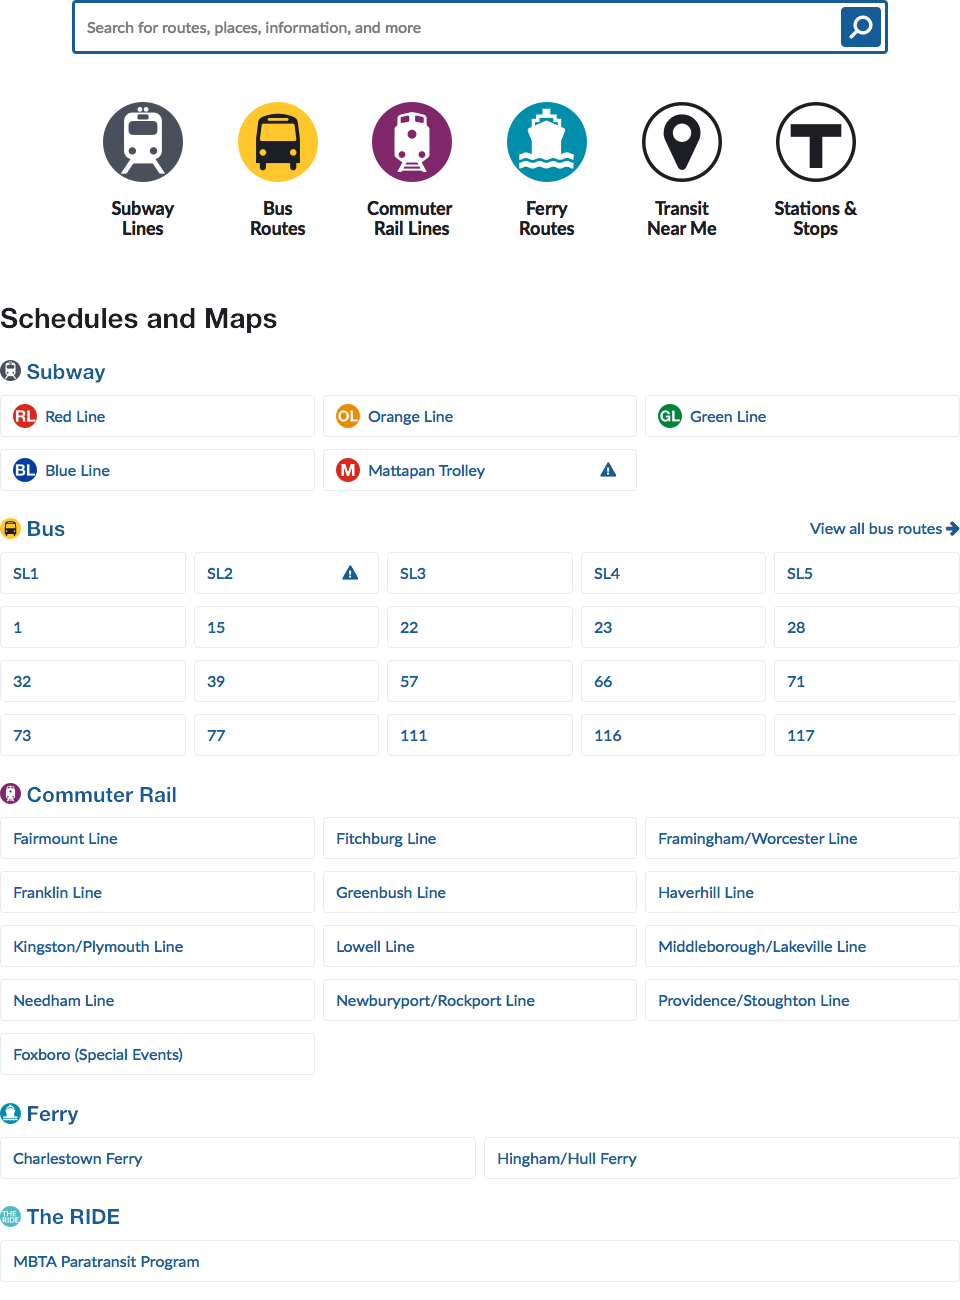 Search for routes, places, information, and more
Subway
Lines
Bus
Routes
Commuter
Rail Lines
Ferry
Routes
Transit
Near Me
T
Stations &
Stops
Schedules and Maps
Subway
RL Red Line
OL Orange Line
GL Green Line
BL Blue Line
M Mattapan Trolley
Bus
View all bus routes
SL1
SL2
SL3
SL4
SL5
1
15
22
23
28
32
39
57
66
71
73
77
111
116
117
Commuter Rail
Fairmount Line
Fitchburg Line
Framingham/Worcester Line
Franklin Line
Greenbush Line
Haverhill Line
Kingston/Plymouth Line
Lowell Line
Middleborough/Lakeville Line
Needham Line
Newburyport/Rockport Line
Providence/Stoughton Line
Foxboro (Special Events)
Ferry
Charlestown Ferry
Hingham/Hull Ferry
THE
RIDE
The RIDE
MBTA Paratransit Program